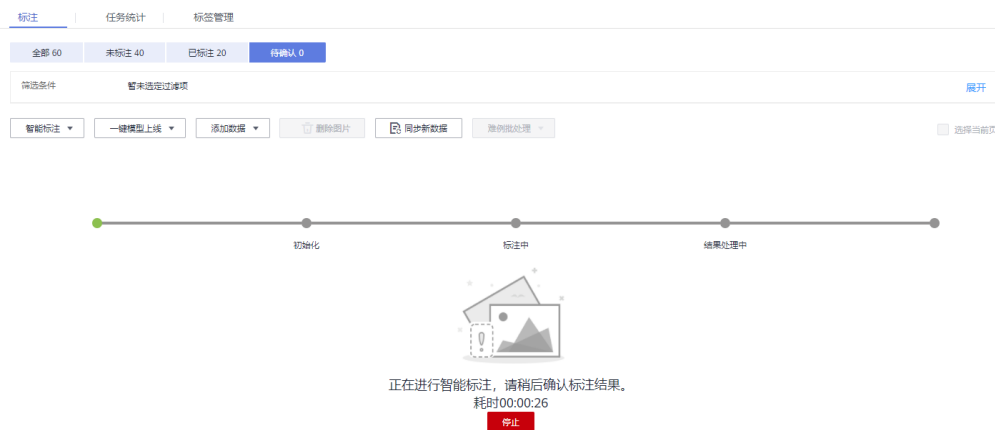 标注 任务统计 标签管理
全部 60 未标注 40 已标注 20 待确认 0
筛选条件 暂未选定过滤项 展开
智能标注 一键模型上线 添加数据 删除图片 同步新数据 难例批处理 选择当前页
初始化 标注中 结果处理中
正在进行智能标注，请稍后确认标注结果。
耗时00:00:26
停止